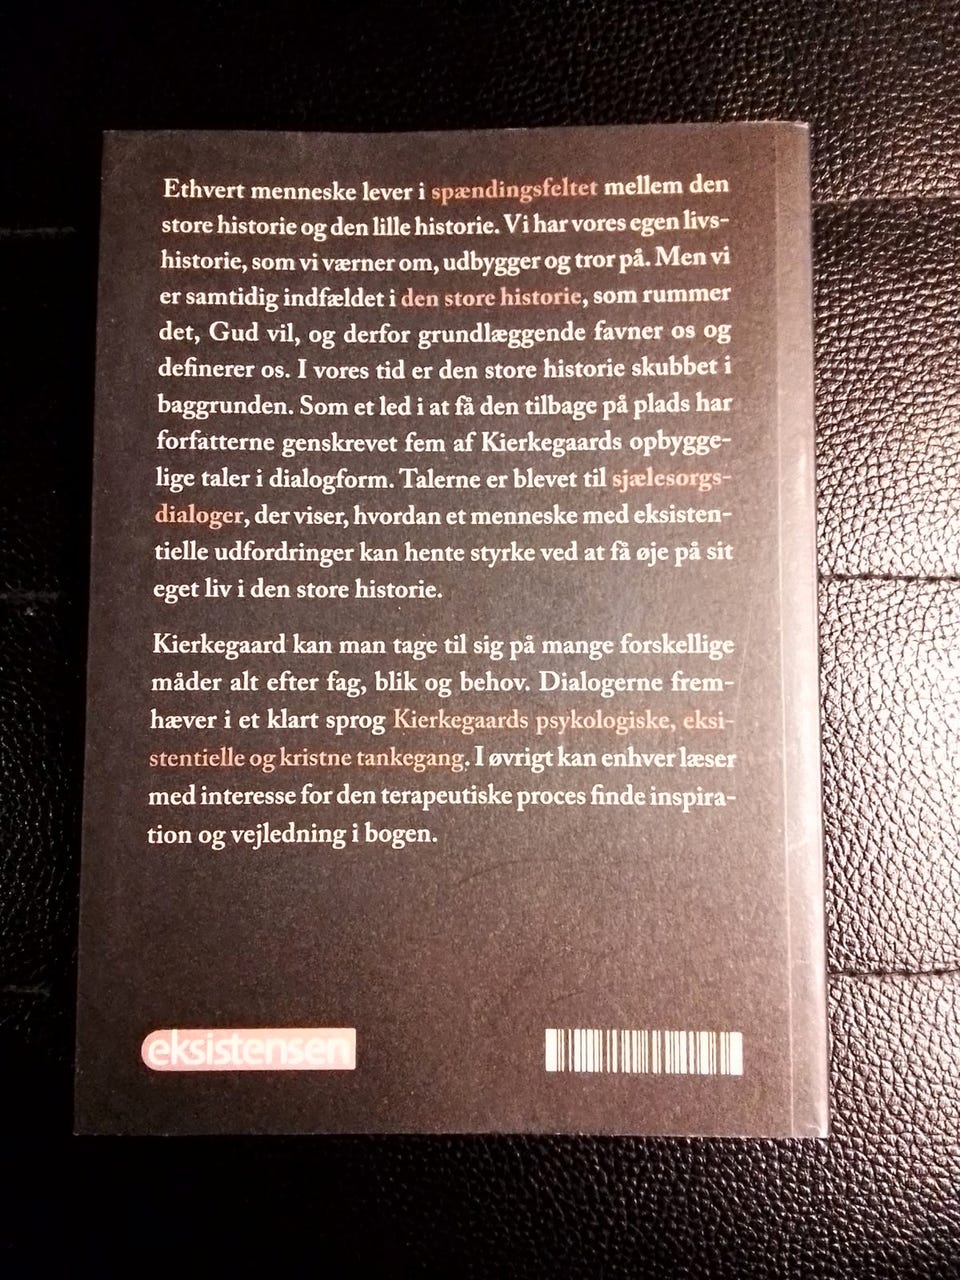 Ethvert menneske lever i spændingsfeltet mellem den
store historie og den lille historie. Vi har vores egen livs-
historie, som vi værner om, udbygger og tror på. Men vi
er samtidig indfældet i den store historie, som rummer
det, Gud vil, og derfor grundlæggende favner os og
definerer os. I vores tid er den store historie skubbet i
baggrunden. Som et led i at få den tilbage på plads har
forfatterne genskrevet fem af Kierkegaards opbygge-
lige taler i dialogform. Talerne er blevet til sjælesorgs-
dialoger, der viser, hvordan et menneske med eksisten-
tielle udfordringer kan hente styrke ved at få øje på sit
eget liv i den store historie.
Kierkegaard kan man tage til sig på mange forskellige
måder alt efter fag, blik og behov. Dialogerne frem-
hæver i et klart sprog Kierkegaards psykologiske, eksi-
stentielle og kristne tankegang. I øvrigt kan enhver læser
med interesse for den terapeutiske proces finde inspira-
tion og vejledning i bogen.
eksistensen